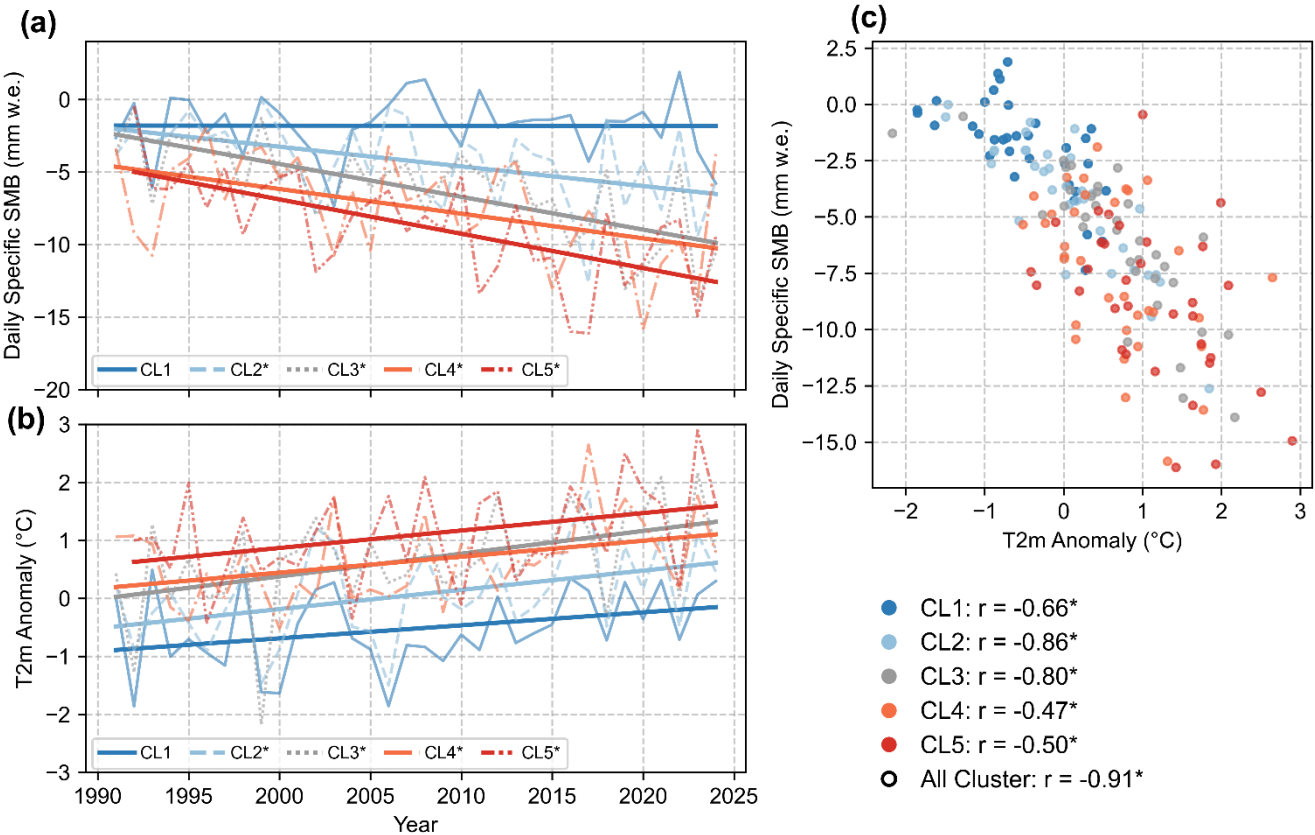 (a)
Daily Specific SMB (mm w.e.)
0
−5
−10
−15
−20
CL1 CL2* CL3* CL4* CL5*
(b)
T2m Anomaly (°C)
3
2
1
0
−1
−2
−3
CL1 CL2* CL3* CL4* CL5*
1990 1995 2000 2005 2010 2015 2020 2025
Year
(c)
Daily Specific SMB (mm w.e.)
2.5
0.0
−2.5
−5.0
−7.5
−10.0
−12.5
−15.0
−2 −1 0 1 2 3
T2m Anomaly (°C)
CL1: r = -0.66*
CL2: r = -0.86*
CL3: r = -0.80*
CL4: r = -0.47*
CL5: r = -0.50*
All Cluster: r = -0.91*